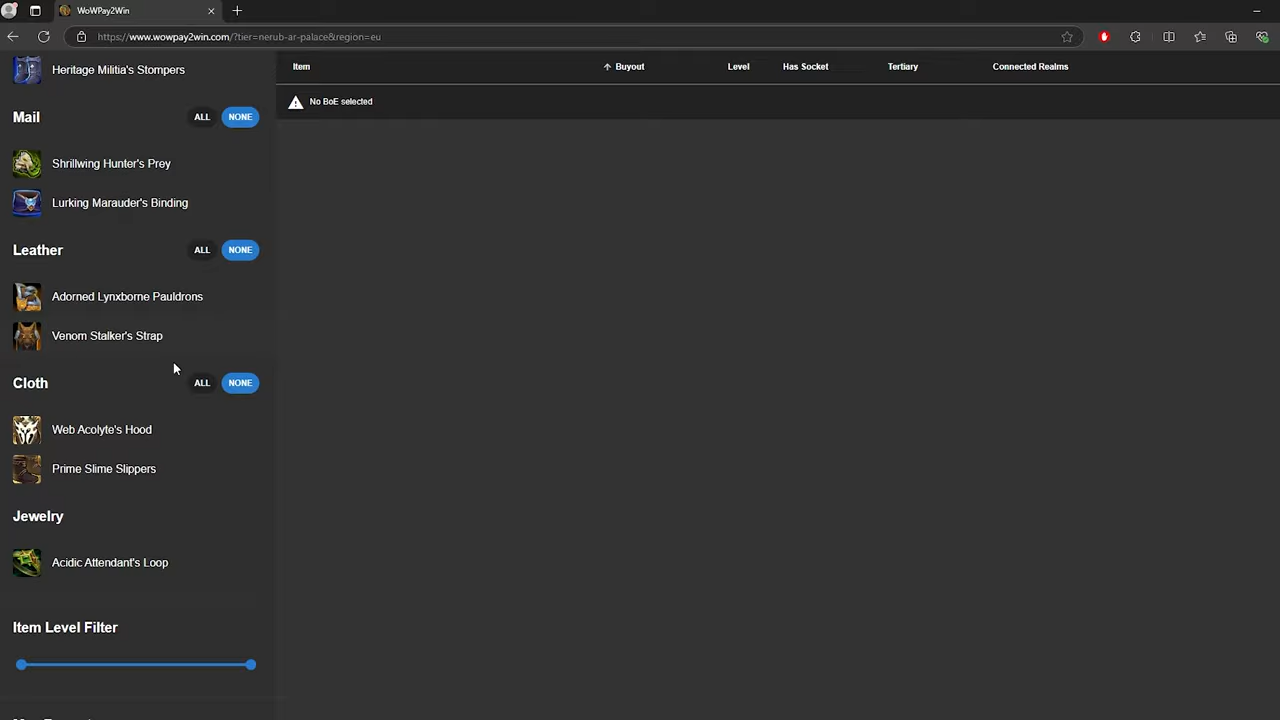 WoWPay2Win
https://www.wowpay2win.com/?tier=nerub-ar-palace&region=eu
Heritage Militia's Stompers
Mail ALL NONE
Shrillwing Hunter's Prey
Lurking Marauder's Binding
Leather ALL NONE
Adorned Lynxborne Pauldrons
Venom Stalker's Strap
Cloth ALL NONE
Web Acolyte's Hood
Prime Slime Slippers
Jewelry
Acidic Attendant's Loop
Item Level Filter
Item Buyout Level Has Socket Tertiary Connected Realms
No BoE selected